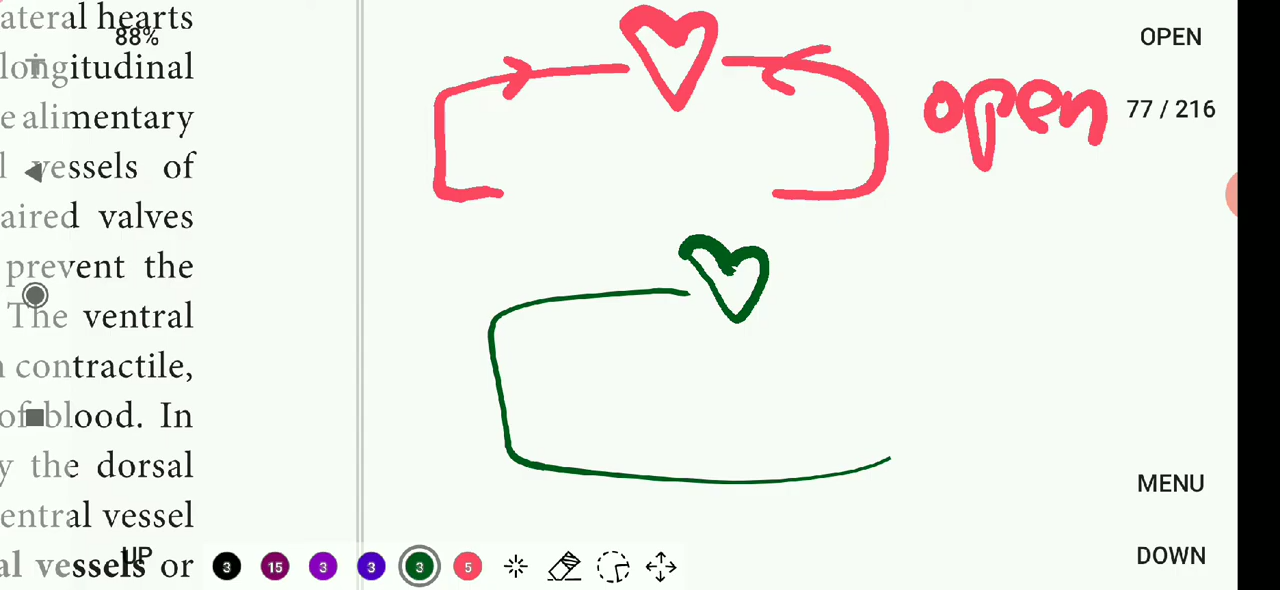 ateral hearts
88%
longitudinal
e alimentary
l vessels of
aired valves
prevent the
The ventral
n contractile,
of blood. In
y the dorsal
entral vessel
al vessels or
UP
open
OPEN
77 / 216
MENU
DOWN
3 15 3 3 3 5